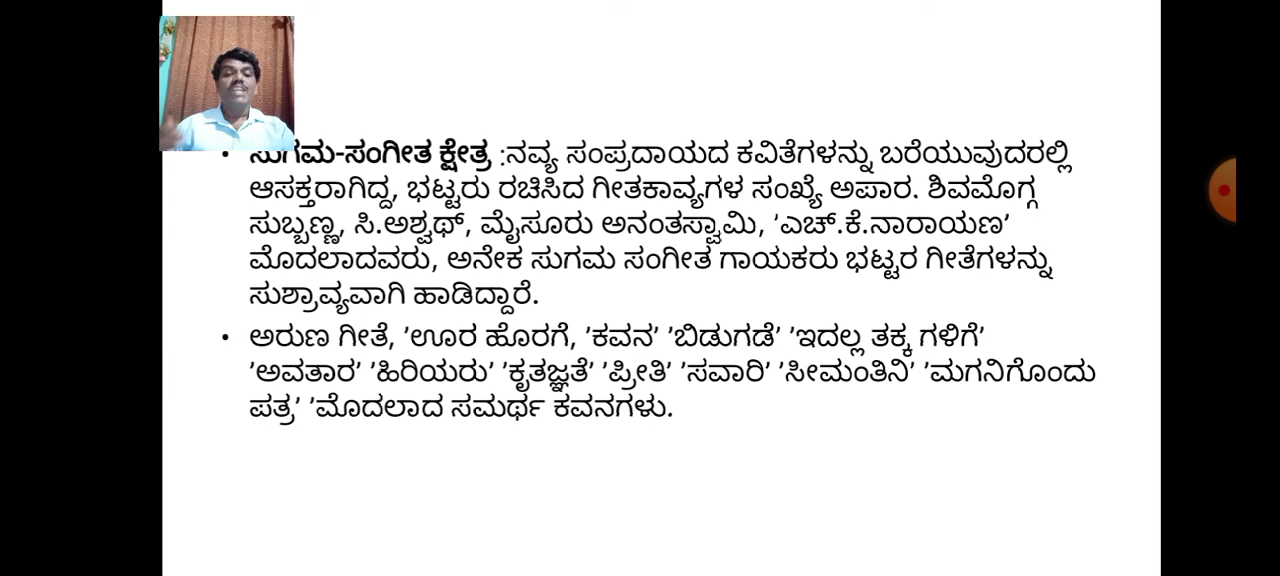 • ಸುಗಮ-ಸಂಗೀತ ಕ್ಷೇತ್ರ :ನವ್ಯ ಸಂಪ್ರದಾಯದ ಕವಿತೆಗಳನ್ನು ಬರೆಯುವುದರಲ್ಲಿ
ಆಸಕ್ತರಾಗಿದ್ದ, ಭಟ್ಟರು ರಚಿಸಿದ ಗೀತಕಾವ್ಯಗಳ ಸಂಖ್ಯೆ ಅಪಾರ. ಶಿವಮೊಗ್ಗ
ಸುಬ್ಬಣ್ಣ, ಸಿ.ಅಶ್ವಥ್, ಮೈಸೂರು ಅನಂತಸ್ವಾಮಿ, 'ಎಚ್.ಕೆ.ನಾರಾಯಣ'
ಮೊದಲಾದವರು, ಅನೇಕ ಸುಗಮ ಸಂಗೀತ ಗಾಯಕರು ಭಟ್ಟರ ಗೀತೆಗಳನ್ನು
ಸುಶ್ರಾವ್ಯವಾಗಿ ಹಾಡಿದ್ದಾರೆ.
• ಅರುಣ ಗೀತೆ, 'ಊರ ಹೊರಗೆ, 'ಕವನ' 'ಬಿಡುಗಡೆ' 'ಇದಲ್ಲ ತಕ್ಕ ಗಳಿಗೆ'
'ಅವತಾರ' 'ಹಿರಿಯರು' 'ಕೃತಜ್ಞತೆ' 'ಪ್ರೀತಿ' 'ಸವಾರಿ' 'ಸೀಮಂತಿನಿ' 'ಮಗನಿಗೊಂದು
ಪತ್ರ' 'ಮೊದಲಾದ ಸಮರ್ಥ ಕವನಗಳು.